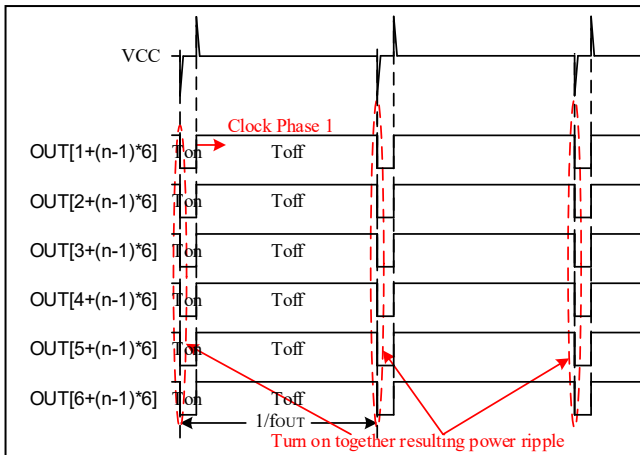 VCC
Clock Phase 1
OUT[1+(n-1)*6] Ton Toff
OUT[2+(n-1)*6] Ton Toff
OUT[3+(n-1)*6] Ton Toff
OUT[4+(n-1)*6] Ton Toff
OUT[5+(n-1)*6] Ton Toff
OUT[6+(n-1)*6] Ton Toff
1/fOUT
Turn on together resulting power ripple